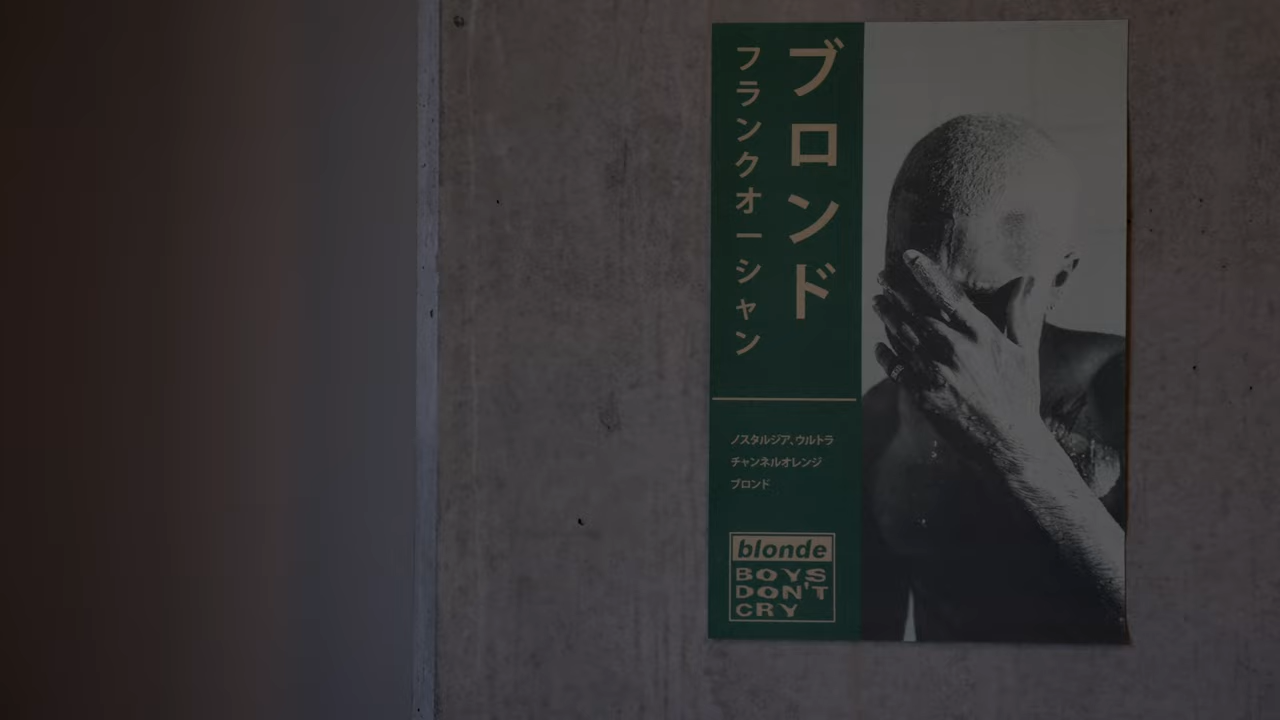 ブロンド
フランクオーシャン
ノスタルジア、ウルトラ
チャンネルオレンジ
ブロンド
blonde
BOYS
DON'T
CRY